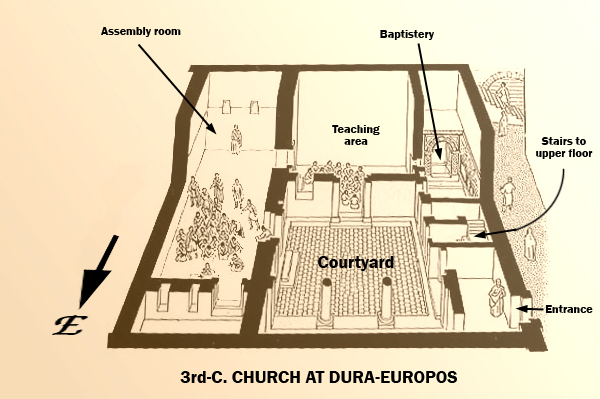 Assembly room
Baptistery
Teaching
area
Stairs to
upper floor
Courtyard
Entrance
E
3rd-C. CHURCH AT DURA-EUROPOS